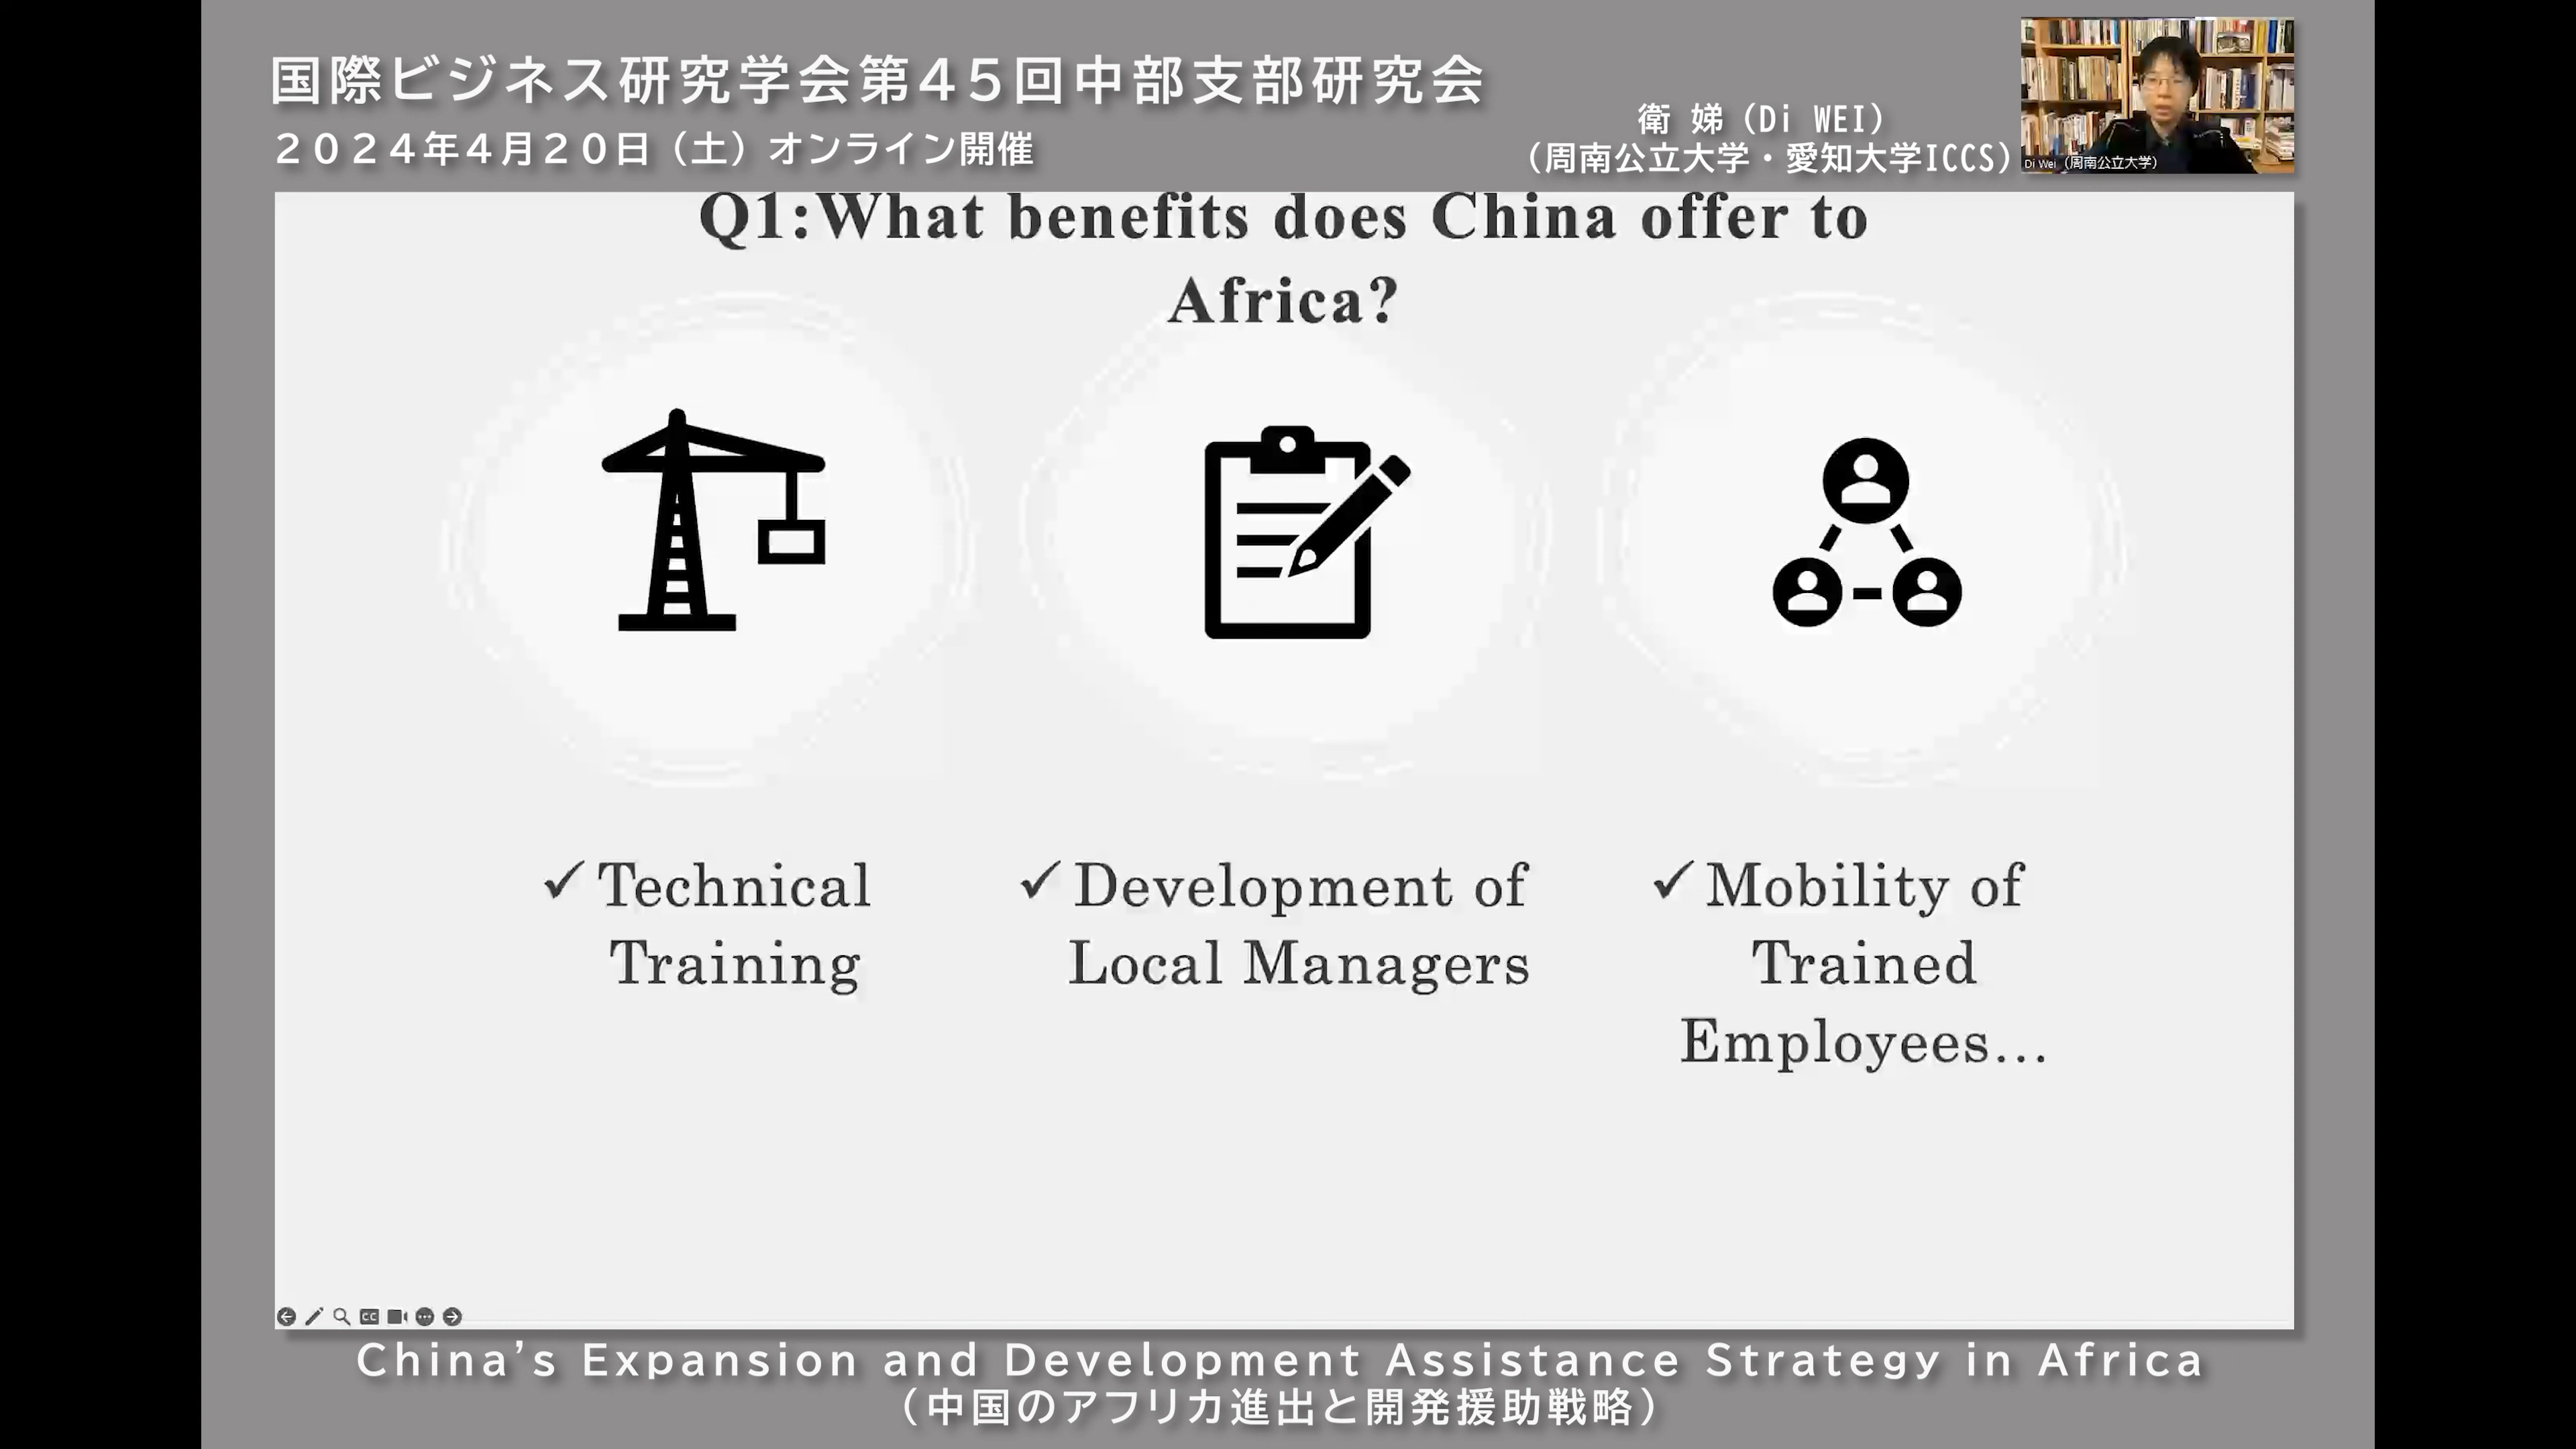 国際ビジネス研究学会第45回中部支部研究会
2024年4月20日（土）オンライン開催
衛 娣（Di WEI）
（周南公立大学・愛知大学ICCS）
Di Wei（周南公立大学）
Q1:What benefits does China offer to
Africa?
✓Technical
Training
✓Development of
Local Managers
✓Mobility of
Trained
Employees…
CC
China’s Expansion and Development Assistance Strategy in Africa
（中国のアフリカ進出と開発援助戦略）